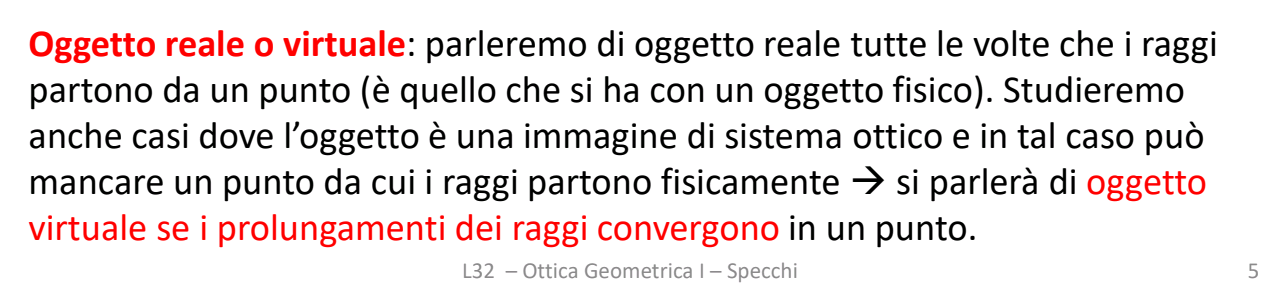 Oggetto reale o virtuale: parleremo di oggetto reale tutte le volte che i raggi
partono da un punto (è quello che si ha con un oggetto fisico). Studieremo
anche casi dove l'oggetto è una immagine di sistema ottico e in tal caso può
mancare un punto da cui i raggi partono fisicamente → si parlerà di oggetto
virtuale se i prolungamenti dei raggi convergono in un punto.
L32 – Ottica Geometrica I – Specchi 5